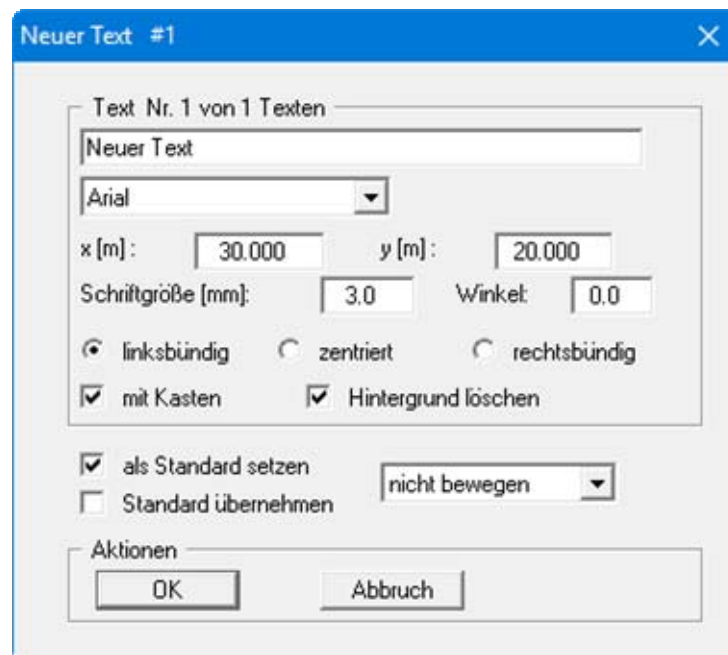 Neuer Text #1
Text Nr. 1 von 1 Texten
Neuer Text
Arial
x [m] : 30.000 y [m] : 20.000
Schriftgröße [mm]: 3.0 Winkel: 0.0
linksbündig zentriert rechtsbündig
mit Kasten Hintergrund löschen
als Standard setzen
nicht bewegen
Standard übernehmen
Aktionen
OK Abbruch